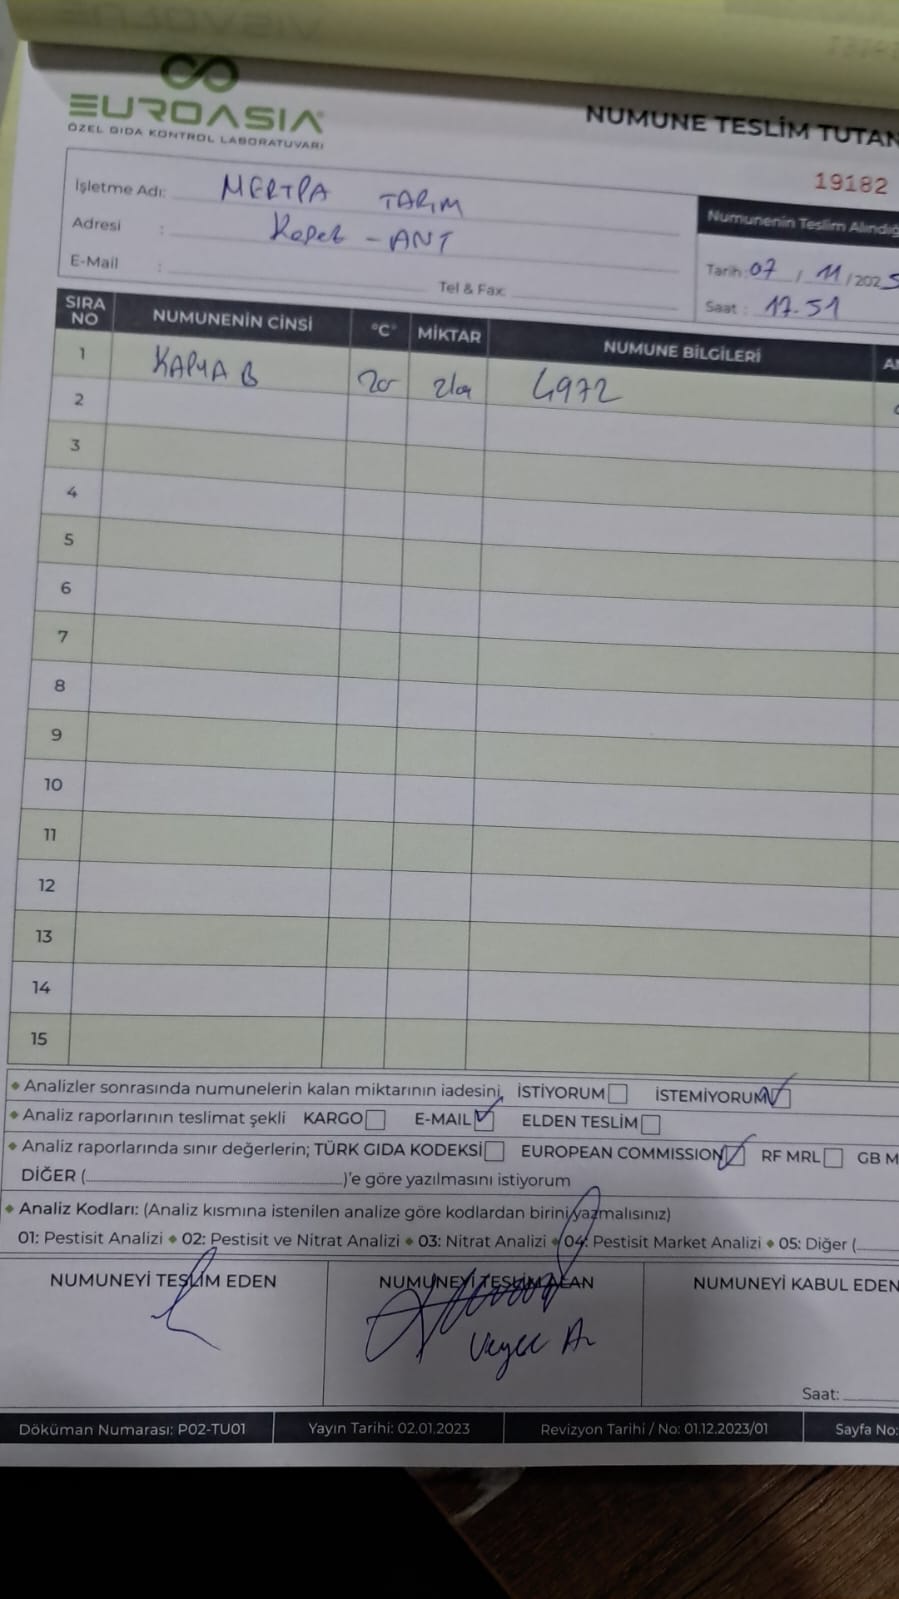 EUROASIA
ÖZEL GIDA KONTROL LABORATUVARI
NUMUNE TESLİM TUTAN
19182
İşletme Adı: MERTPA TARIM
Adresi : Kepez - ANT
E-Mail :
Tel & Fax:
Numunenin Teslim Alındığ
Tarih: 07 / 11 / 2025
Saat : 17.51
SIRA NO NUMUNENİN CİNSİ °C° MİKTAR NUMUNE BİLGİLERİ
1 KAPYA B 20 4972
2
3
4
5
6
7
8
9
10
11
12
13
14
15
Analizler sonrasında numunelerin kalan miktarının iadesini, İSTİYORUM İSTEMİYORUM
Analiz raporlarının teslimat şekli KARGO E-MAIL ELDEN TESLİM
Analiz raporlarında sınır değerlerin; TÜRK GIDA KODEKSİ EUROPEAN COMMISSION RF MRL GB M
DİĞER (................)'e göre yazılmasını istiyorum
Analiz Kodları: (Analiz kısmına istenilen analize göre kodlardan birini yazmalısınız)
01: Pestisit Analizi 02: Pestisit ve Nitrat Analizi 03: Nitrat Analizi 04: Pestisit Market Analizi 05: Diğer (
NUMUNEYİ TESLİM EDEN NUMUNEYİ TESLİM ALAN NUMUNEYİ KABUL EDEN
Saat:
Döküman Numarası: P02-TU01 Yayın Tarihi: 02.01.2023 Revizyon Tarihi / No: 01.12.2023/01 Sayfa No: